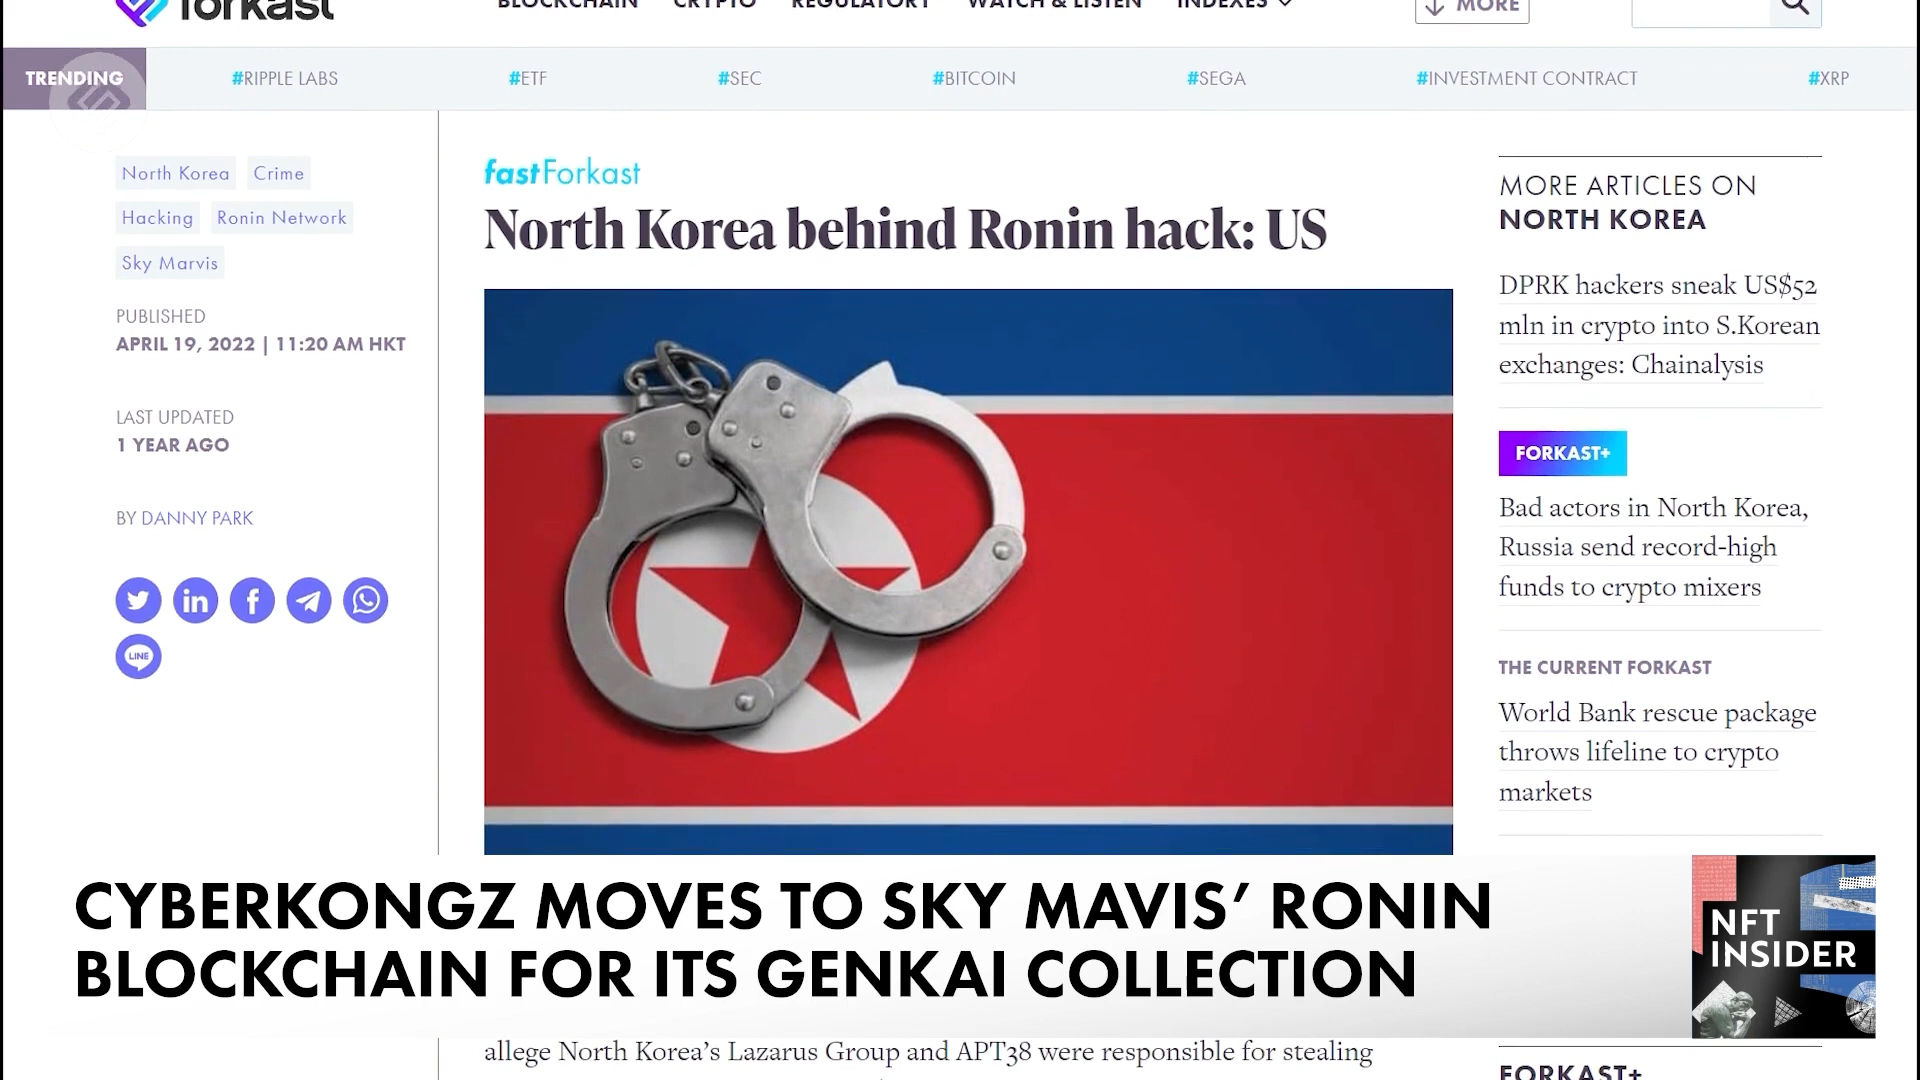 forkast
BLOCKCHAIN CRYPTO REGULATORY WATCH & LISTEN INDEXES
MORE
TRENDING
#RIPPLE LABS #ETF #SEC #BITCOIN #SEGA #INVESTMENT CONTRACT #XRP
North Korea Crime
Hacking Ronin Network
Sky Marvis
PUBLISHED
APRIL 19, 2022 | 11:20 AM HKT
LAST UPDATED
1 YEAR AGO
BY DANNY PARK
LINE
fastForkast
North Korea behind Ronin hack: US
MORE ARTICLES ON
NORTH KOREA
DPRK hackers sneak US$52
mln in crypto into S.Korean
exchanges: Chainalysis
FORKAST+
Bad actors in North Korea,
Russia send record-high
funds to crypto mixers
THE CURRENT FORKAST
World Bank rescue package
throws lifeline to crypto
markets
CYBERKONGZ MOVES TO SKY MAVIS’ RONIN
BLOCKCHAIN FOR ITS GENKAI COLLECTION
NFT
INSIDER
allege North Korea’s Lazarus Group and APT38 were responsible for stealing
FORKAST+